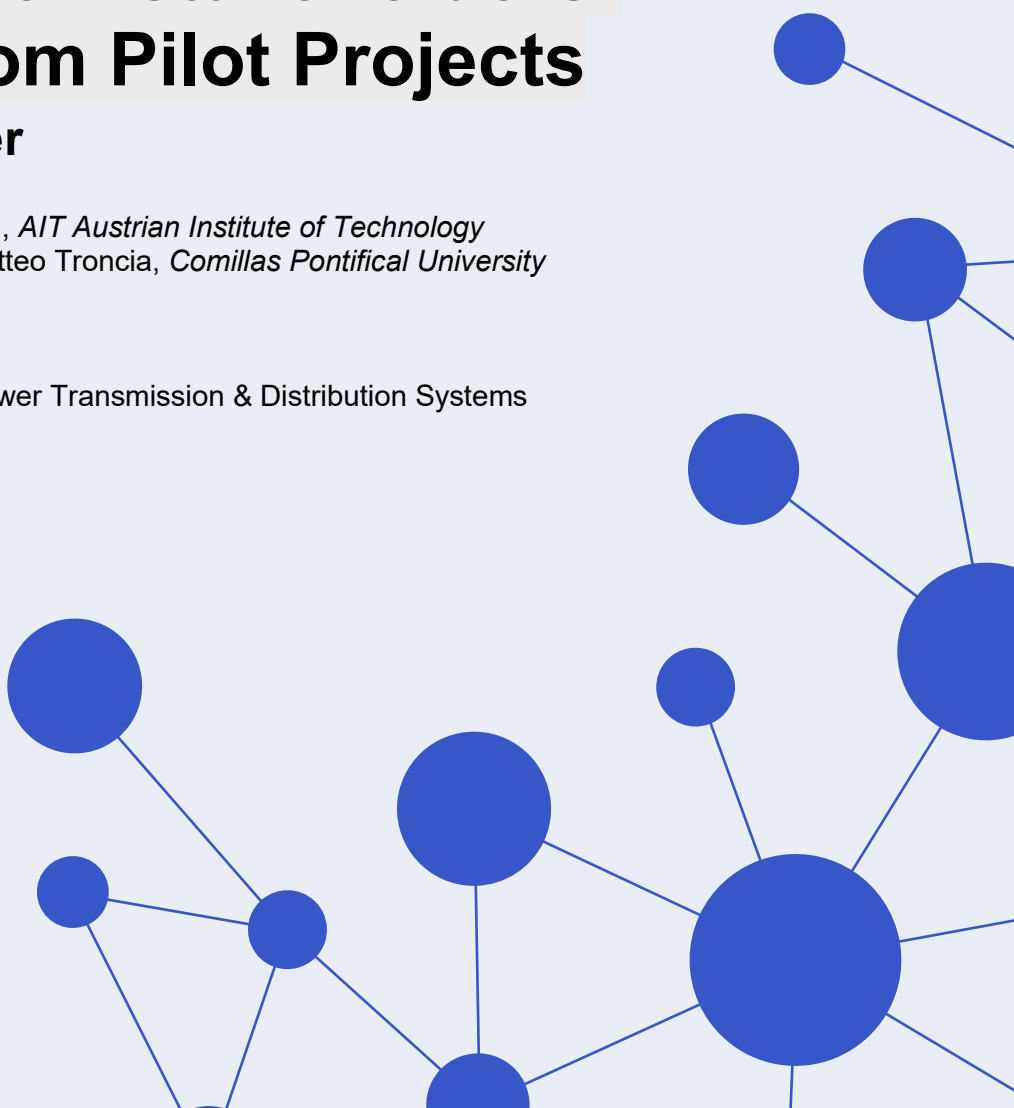 om Pilot Projects
er
, AIT Austrian Institute of Technology
tteo Troncia, Comillas Pontifical University
wer Transmission & Distribution Systems